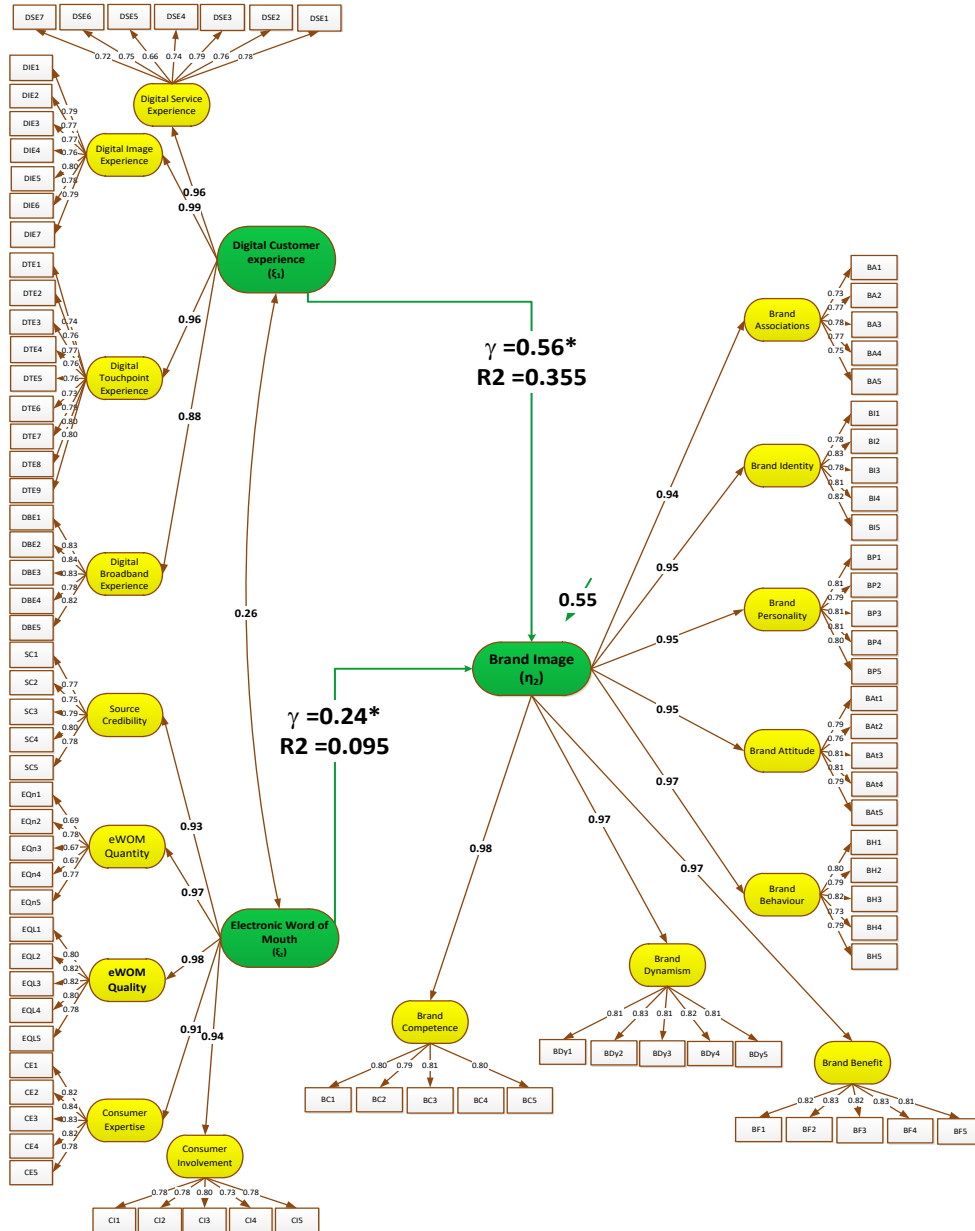 DSE7
DSE6
DSE5
DSE4
DSE3
DSE2
DSE1
0.72
0.75
0.66
0.74
0.79
0.76
0.78
Digital Service
Experience
DIE1
DIE2
DIE3
DIE4
DIE5
DIE6
DIE7
0.79
0.77
0.77
0.76
0.80
0.78
0.79
Digital Image
Experience
0.96
0.99
Digital Customer
experience
(ξ₁)
DTE1
DTE2
DTE3
DTE4
DTE5
DTE6
DTE7
DTE8
DTE9
0.74
0.76
0.77
0.76
0.76
0.73
0.79
0.80
0.80
Digital
Touchpoint
Experience
0.96
0.88
DBE1
DBE2
DBE3
DBE4
DBE5
0.83
0.84
0.83
0.78
0.82
Digital
Broadband
Experience
0.26
γ =0.56*
R2 =0.355
0.55
Brand Image
(η₂)
γ =0.24*
R2 =0.095
SC1
SC2
SC3
SC4
SC5
0.77
0.75
0.79
0.80
0.78
Source
Credibility
0.93
EQn1
EQn2
EQn3
EQn4
EQn5
0.69
0.78
0.67
0.67
0.77
eWOM
Quantity
0.97
Electronic Word of
Mouth
(ξ₂)
EQL1
EQL2
EQL3
EQL4
EQL5
0.80
0.82
0.82
0.80
0.78
eWOM
Quality
0.98
0.91
0.94
CE1
CE2
CE3
CE4
CE5
0.82
0.84
0.83
0.82
0.78
Consumer
Expertise
Consumer
Involvement
0.78
0.78
0.80
0.73
0.78
CI1
CI2
CI3
CI4
CI5
BA1
BA2
BA3
BA4
BA5
0.73
0.77
0.78
0.77
0.75
Brand
Associations
0.94
BI1
BI2
BI3
BI4
BI5
0.78
0.83
0.78
0.81
0.82
Brand Identity
0.95
BP1
BP2
BP3
BP4
BP5
0.81
0.79
0.81
0.81
0.80
Brand
Personality
0.95
BAt1
BAt2
BAt3
BAt4
BAt5
0.79
0.76
0.81
0.81
0.79
Brand Attitude
0.95
BH1
BH2
BH3
BH4
BH5
0.80
0.79
0.82
0.73
0.79
Brand
Behaviour
0.97
0.98
0.97
0.97
Brand
Competence
0.80
0.79
0.81
0.80
BC1
BC2
BC3
BC4
BC5
Brand
Dynamism
0.81
0.83
0.81
0.82
0.81
BDy1
BDy2
BDy3
BDy4
BDy5
Brand Benefit
0.82
0.83
0.82
0.83
0.81
BF1
BF2
BF3
BF4
BF5